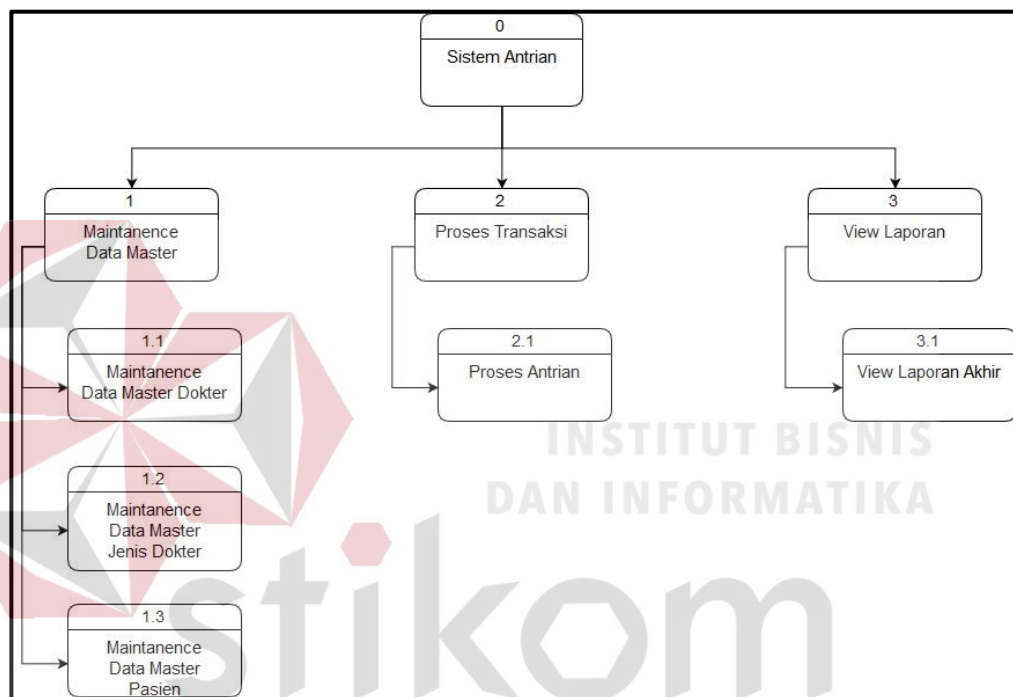 0
Sistem Antrian
1
Maintanence
Data Master
2
Proses Transaksi
3
View Laporan
1.1
Maintanence
Data Master Dokter
2.1
Proses Antrian
3.1
View Laporan Akhir
1.2
Maintanence
Data Master
Jenis Dokter
1.3
Maintanence
Data Master
Pasien
INSTITUT BISNIS
DAN INFORMATIKA
stikom